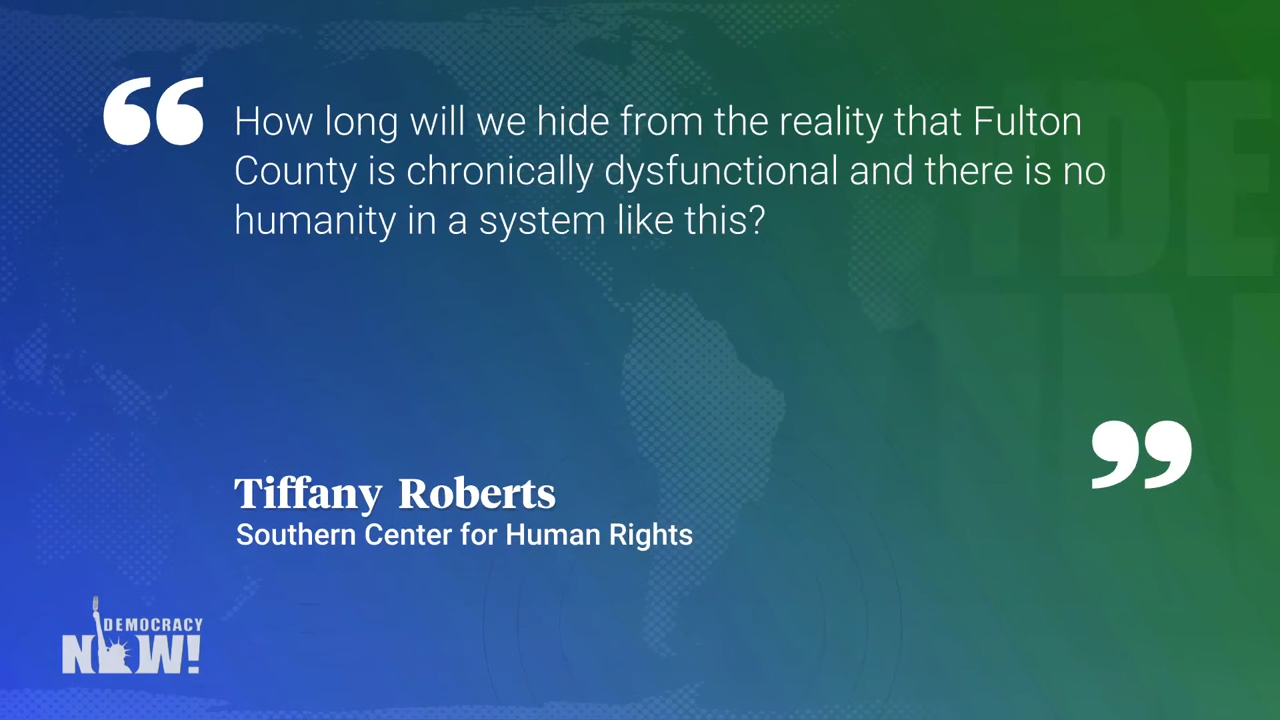 “
How long will we hide from the reality that Fulton
County is chronically dysfunctional and there is no
humanity in a system like this?
”
Tiffany Roberts
Southern Center for Human Rights
DEMOCRACY
NOW!